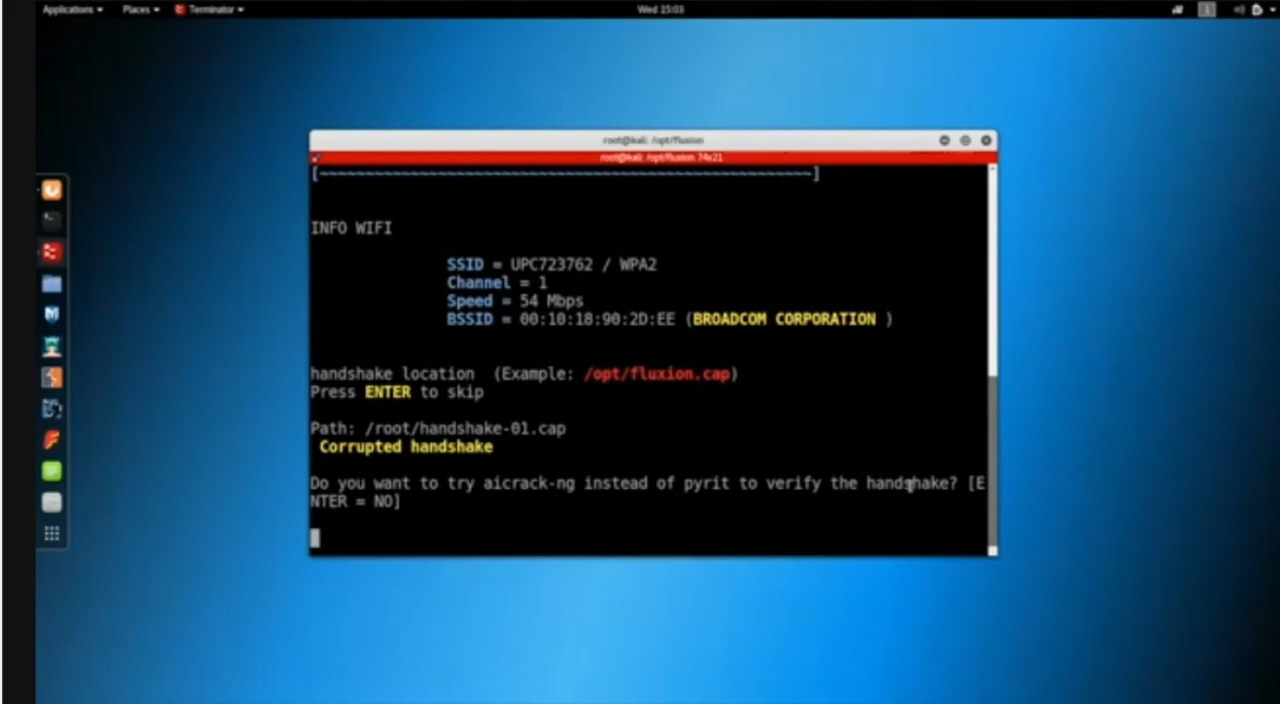 Applications Places Terminator Wed 15:03
root@kali: /opt/fluxion
root@kali: /opt/fluxion 74x21
[~~~~~~~~~~~~~~~~~~~~~~~~~~~~~~~~~~~~~~~~~~~~~~~~~~~~~~]
INFO WIFI
SSID = UPC723762 / WPA2
Channel = 1
Speed = 54 Mbps
BSSID = 00:10:18:90:2D:EE (BROADCOM CORPORATION )
handshake location (Example: /opt/fluxion.cap)
Press ENTER to skip
Path: /root/handshake-01.cap
Corrupted handshake
Do you want to try aicrack-ng instead of pyrit to verify the handshake? [E
NTER = NO]